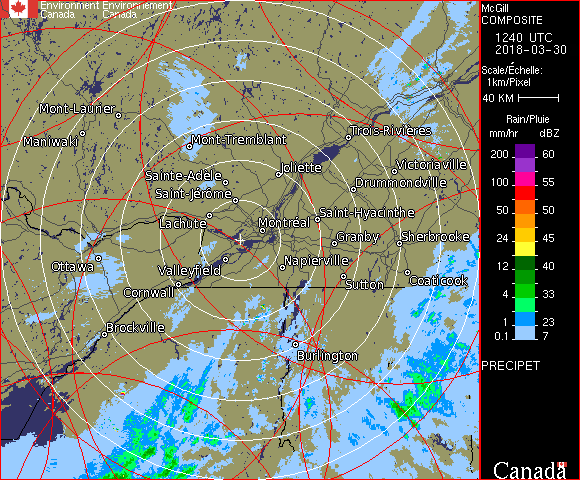 Environment Environnement
Canada Canada
Mont-Laurier
Maniwaki
Mont-Tremblant
Trois-Rivières
Sainte-Adèle
Joliette
Victoriaville
Saint-Jérôme
Drummondville
Lachute
Montréal
Saint-Hyacinthe
Granby
Sherbrooke
Ottawa
Valleyfield
Napierville
Cornwall
Sutton
Coaticook
Brockville
Burlington
McGill
COMPOSITE
1240 UTC
2018-03-30
Scale/Échelle:
1km/Pixel
40 KM
Rain/Pluie
mm/hr dBZ
200 60
100 55
50 50
24 45
12 40
4 33
1 23
0.1 7
PRECIPET
Canada